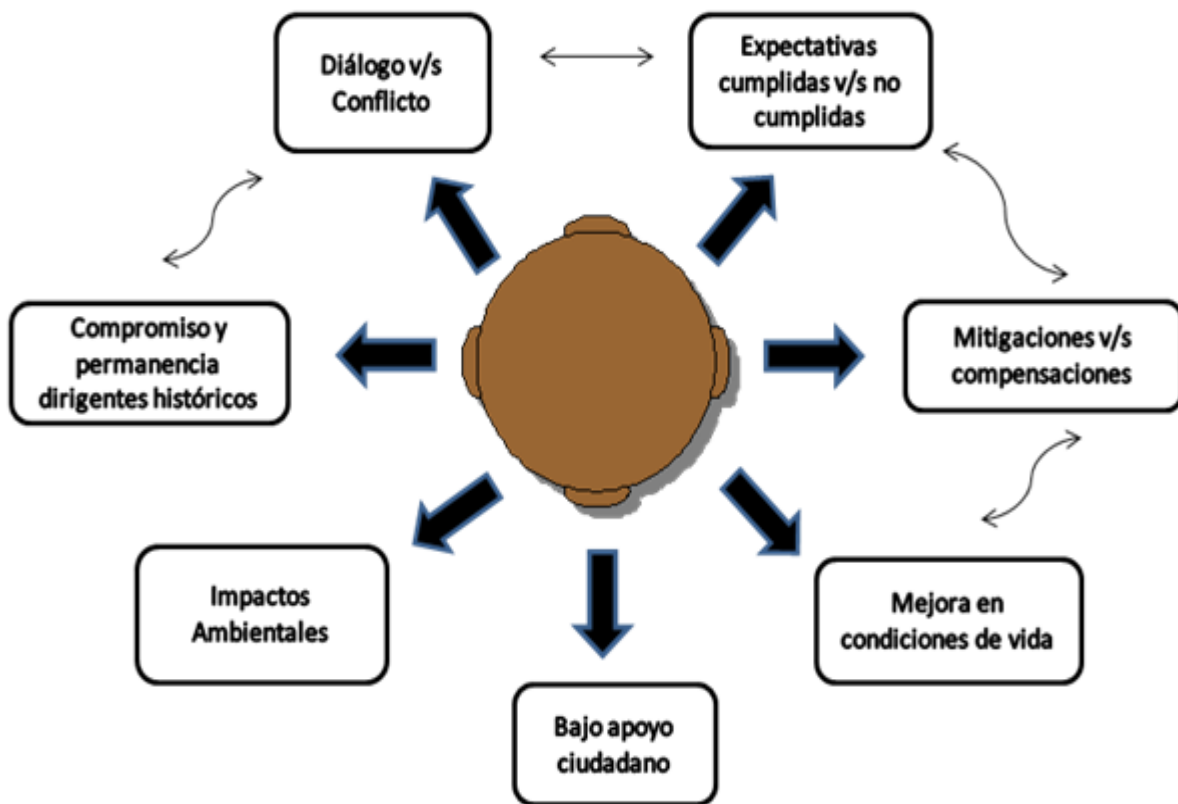 Diálogo v/s
Conflicto
Expectativas
cumplidas v/s no
cumplidas
Compromiso y
permanencia
dirigentes históricos
Mitigaciones v/s
compensaciones
Impactos
Ambientales
Mejora en
condiciones de vida
Bajo apoyo
ciudadano